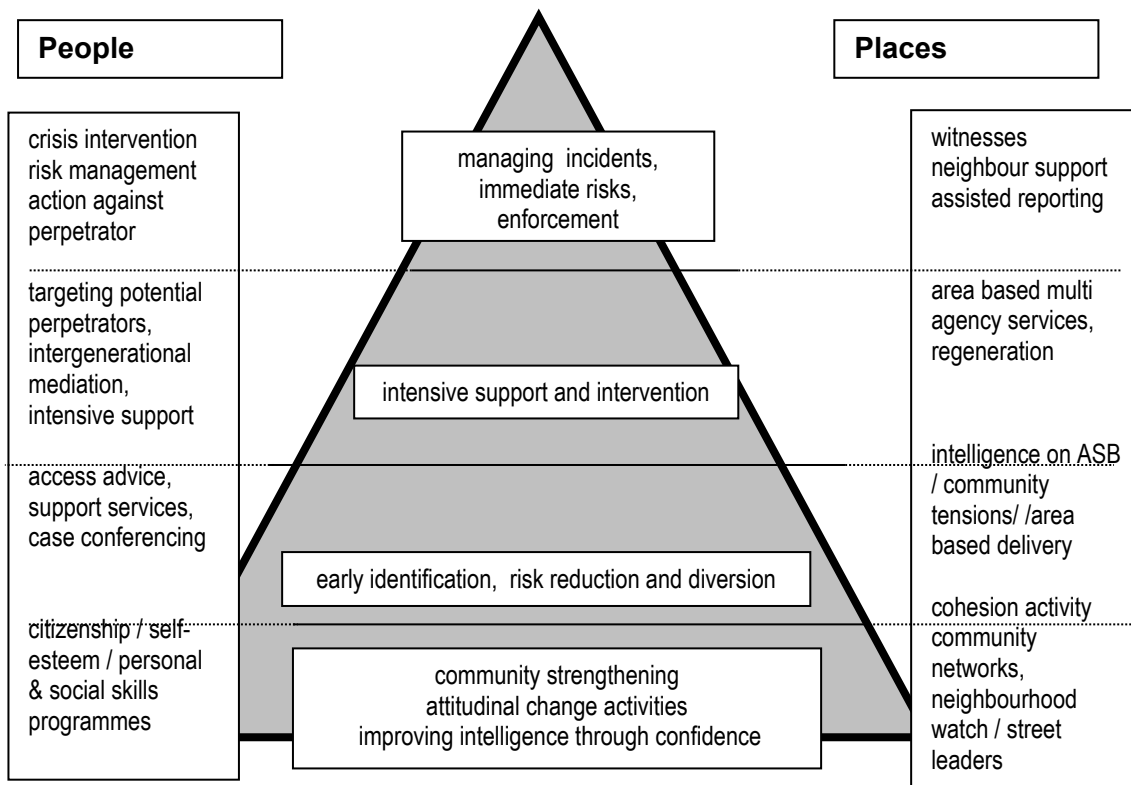 People
Places
crisis intervention
risk management
action against
perpetrator
managing incidents,
immediate risks,
enforcement
witnesses
neighbour support
assisted reporting
targeting potential
perpetrators,
intergenerational
mediation,
intensive support
intensive support and intervention
area based multi
agency services,
regeneration
access advice,
support services,
case conferencing
early identification, risk reduction and diversion
intelligence on ASB
/ community
tensions/ /area
based delivery
citizenship / self-
esteem / personal
& social skills
programmes
community strengthening
attitudinal change activities
improving intelligence through confidence
cohesion activity
community
networks,
neighbourhood
watch / street
leaders